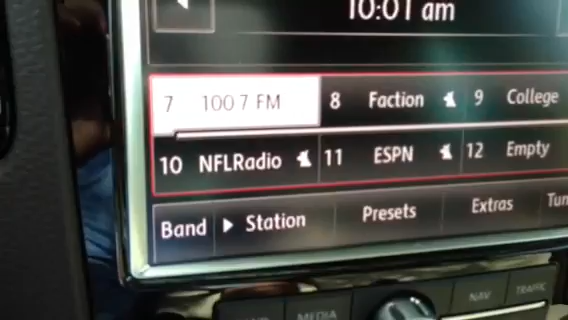 10:01 am
7 100.7 FM 8 Faction 9 College
10 NFLRadio 11 ESPN 12 Empty
Band Station Presets Extras Tun
MEDIA NAV TRAFFIC